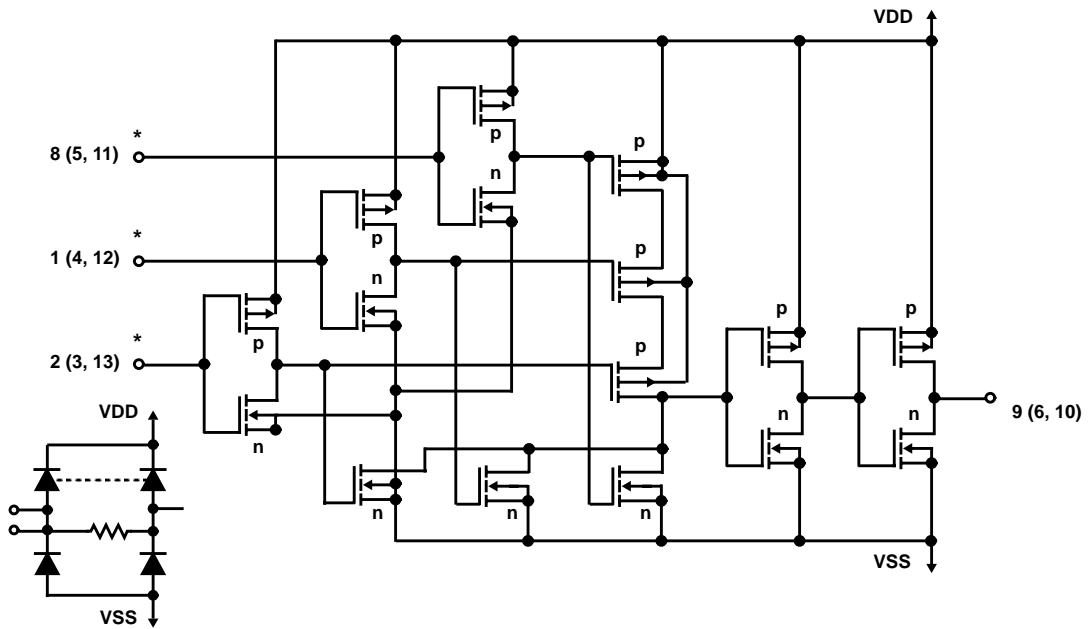 VDD
*
8 (5, 11)
p
n
p
*
1 (4, 12)
p
n
p
*
2 (3, 13)
p
n
p
p
p
n
n
9 (6, 10)
VDD
n
n
n
VSS
VSS